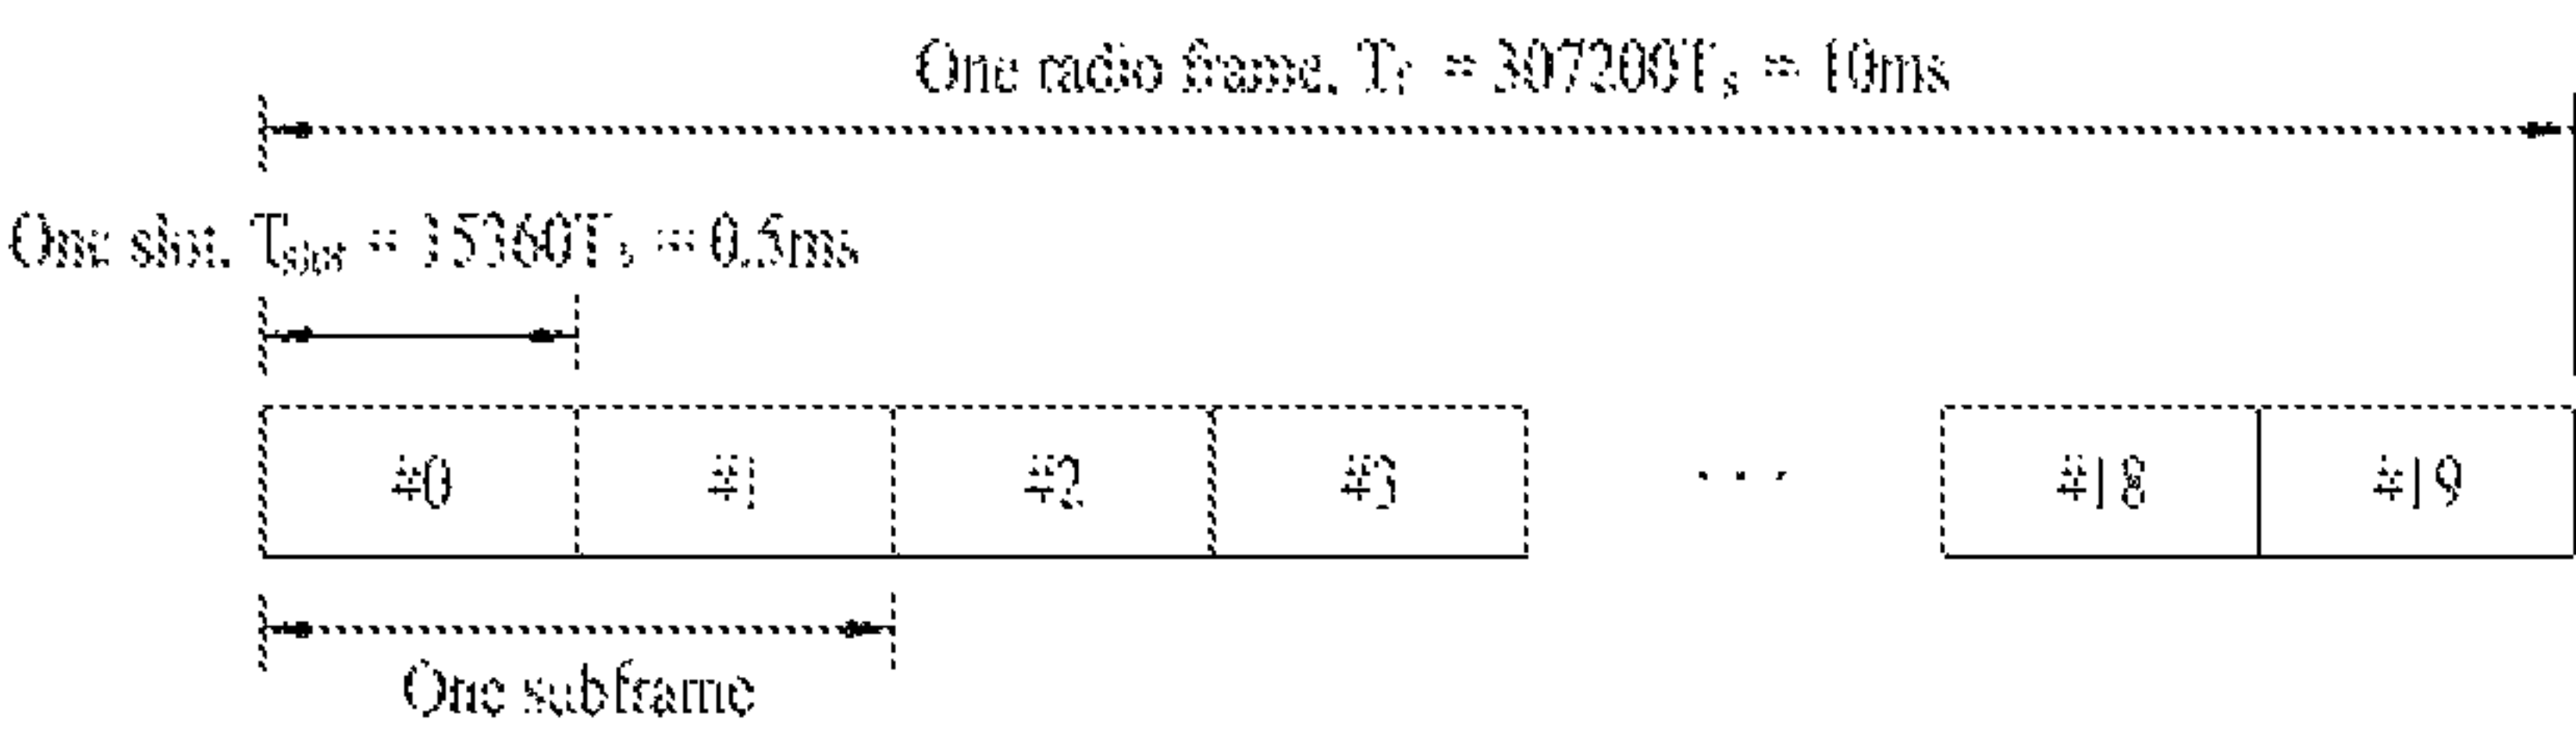 One radio frame, Tf = 307200Ts = 10ms
One slot, Tslot = 15360Ts = 0.5ms
#0 #1 #2 #3 ... #18 #19
One subframe